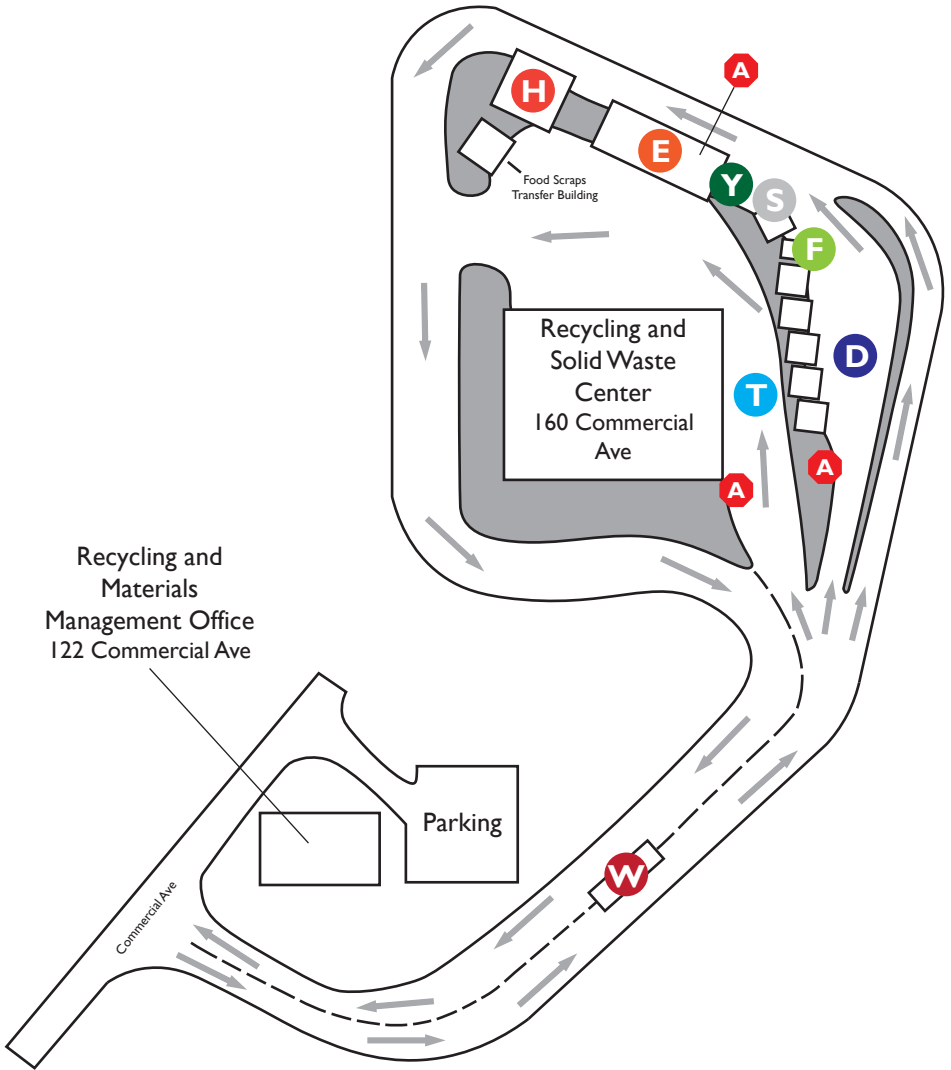 A
H
E
Y
S
Food Scraps
Transfer Building
F
Recycling and
Solid Waste
Center
160 Commercial
Ave
D
T
A
A
Recycling and
Materials
Management Office
122 Commercial Ave
Parking
W
Commercial Ave